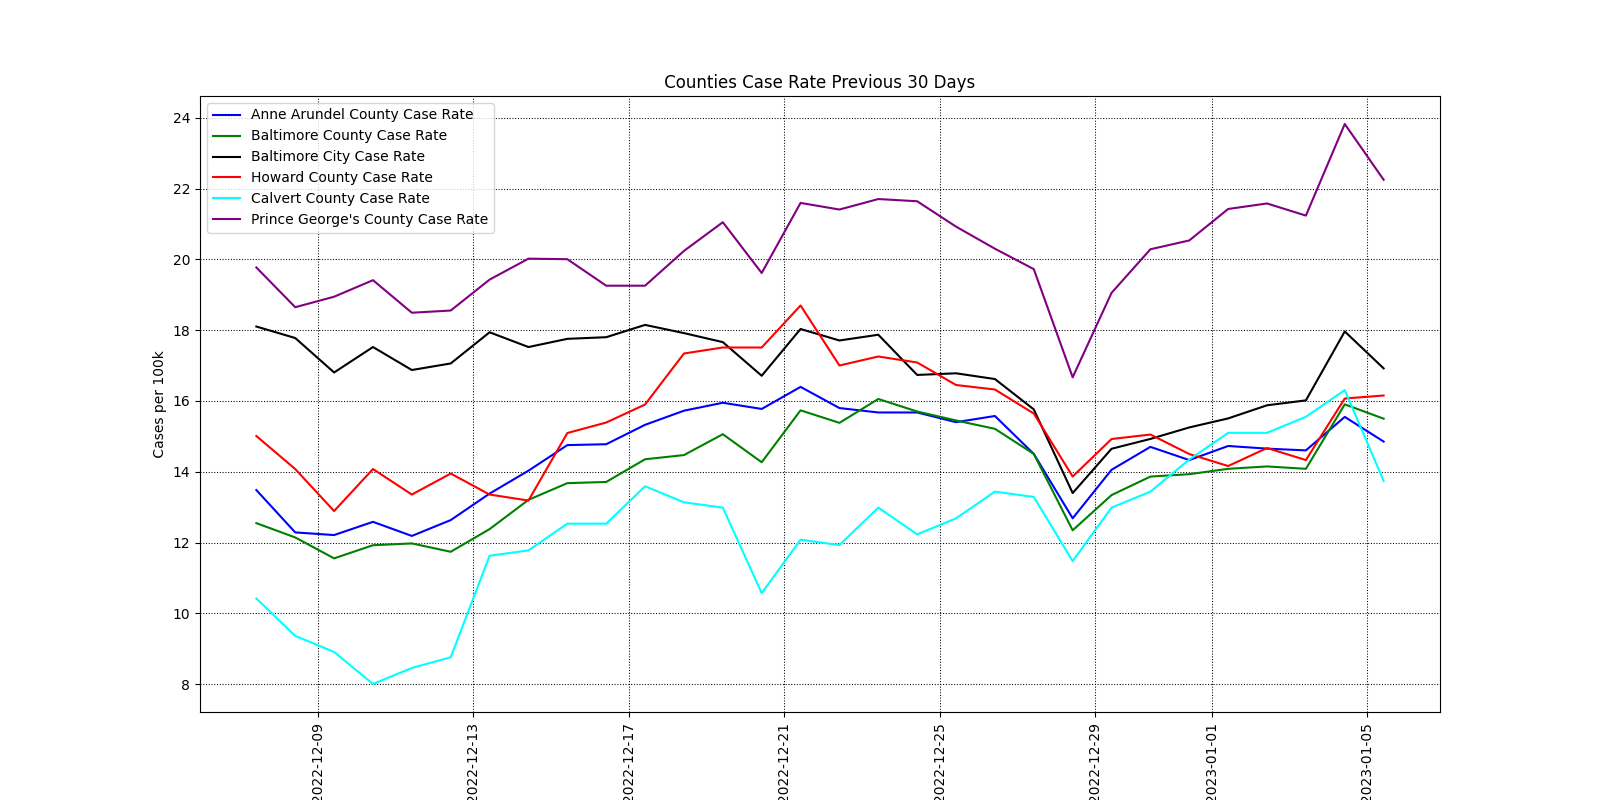 Counties Case Rate Previous 30 Days
Anne Arundel County Case Rate
Baltimore County Case Rate
Baltimore City Case Rate
Howard County Case Rate
Calvert County Case Rate
Prince George's County Case Rate
Cases per 100k
24
22
20
18
16
14
12
10
8
2022-12-09
2022-12-13
2022-12-17
2022-12-21
2022-12-25
2022-12-29
2023-01-01
2023-01-05